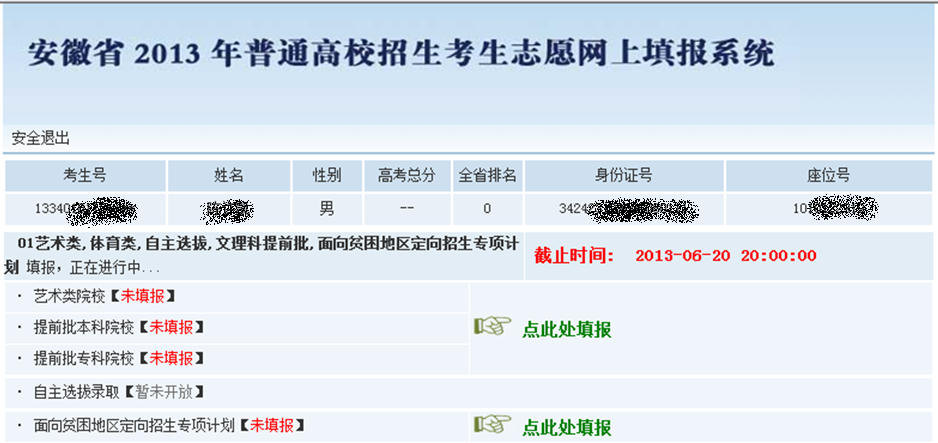 安徽省 2013 年普通高校招生考生志愿网上填报系统
安全退出
考生号 姓名 性别 高考总分 全省排名 身份证号 座位号
1334 男 -- 0 3424 10
01艺术类,体育类,自主选拔,文理科提前批,面向贫困地区定向招生专项计
划 填报，正在进行中...
截止时间： 2013-06-20 20:00:00
· 艺术类院校【未填报】
· 提前批本科院校【未填报】
点此处填报
· 提前批专科院校【未填报】
· 自主选拔录取【暂未开放】
· 面向贫困地区定向招生专项计划【未填报】
点此处填报